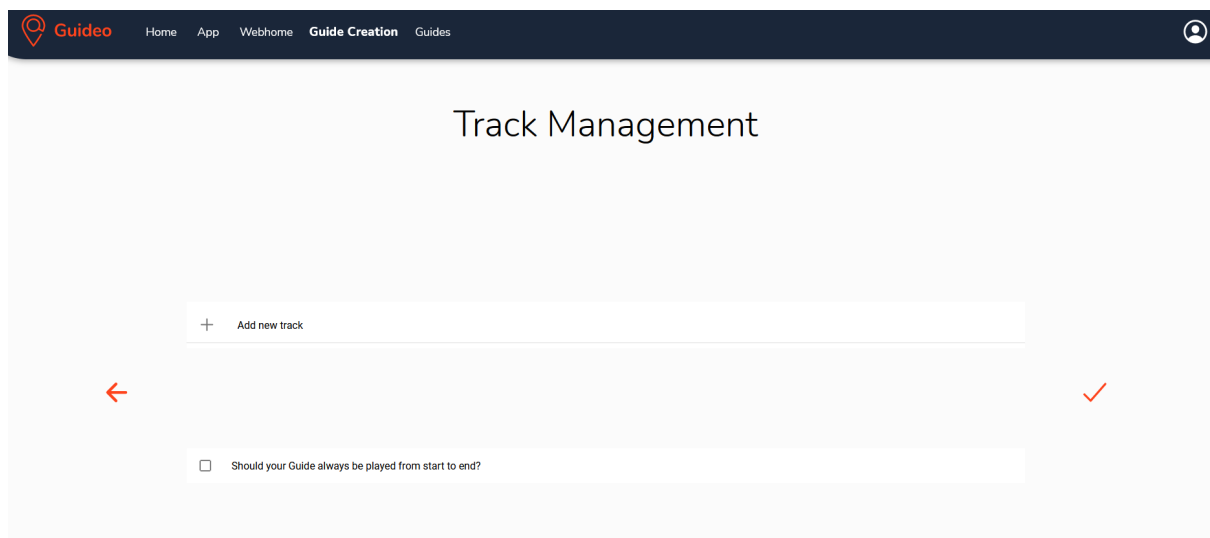 Guideo Home App Webhome Guide Creation Guides
Track Management
Add new track
Should your Guide always be played from start to end?